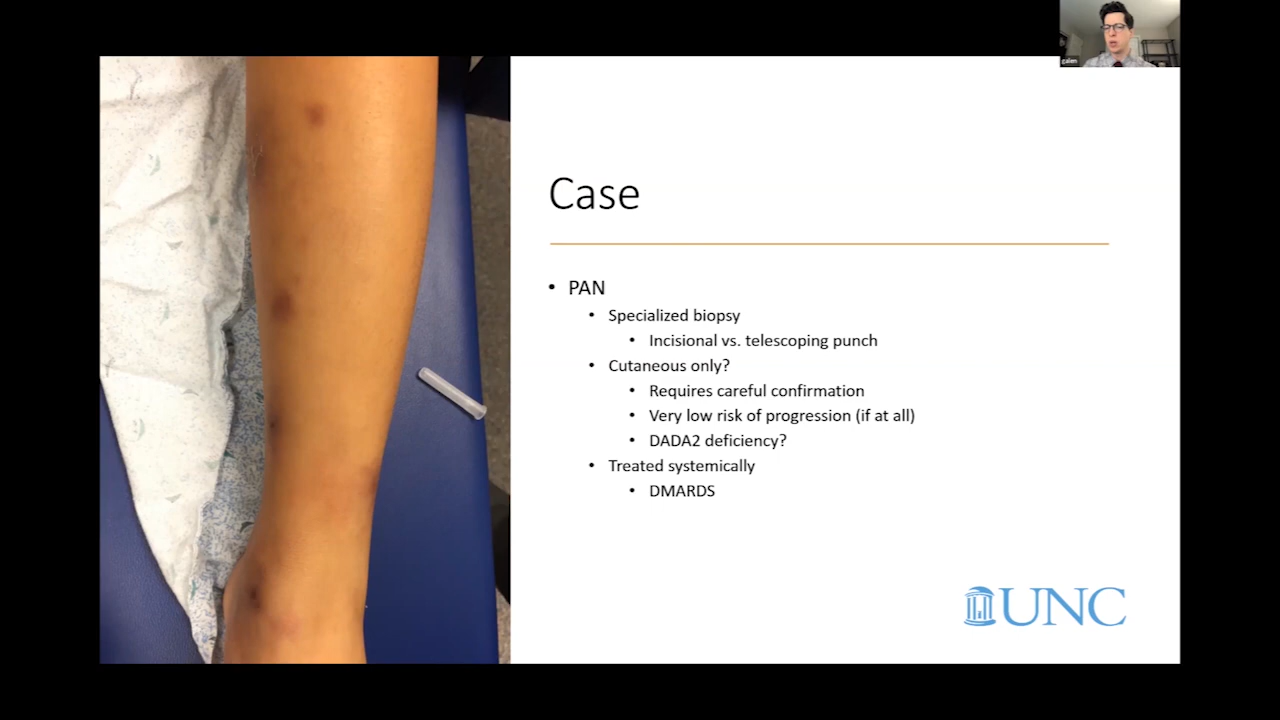 galen
Case
• PAN
• Specialized biopsy
• Incisional vs. telescoping punch
• Cutaneous only?
• Requires careful confirmation
• Very low risk of progression (if at all)
• DADA2 deficiency?
• Treated systemically
• DMARDS
UNC